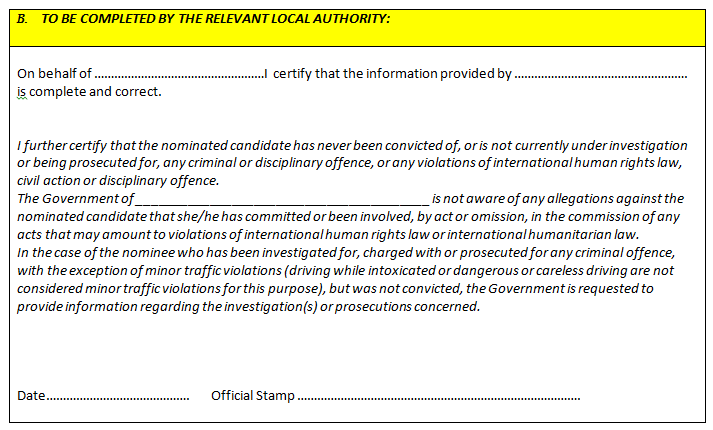 B. TO BE COMPLETED BY THE RELEVANT LOCAL AUTHORITY:
On behalf of ....................................................I certify that the information provided by ....................................................
is complete and correct.
I further certify that the nominated candidate has never been convicted of, or is not currently under investigation
or being prosecuted for, any criminal or disciplinary offence, or any violations of international human rights law,
civil action or disciplinary offence.
The Government of ______________________________________ is not aware of any allegations against the
nominated candidate that she/he has committed or been involved, by act or omission, in the commission of any
acts that may amount to violations of international human rights law or international humanitarian law.
In the case of the nominee who has been investigated for, charged with or prosecuted for any criminal offence,
with the exception of minor traffic violations (driving while intoxicated or dangerous or careless driving are not
considered minor traffic violations for this purpose), but was not convicted, the Government is requested to
provide information regarding the investigation(s) or prosecutions concerned.
Date........................................... Official Stamp .....................................................................................